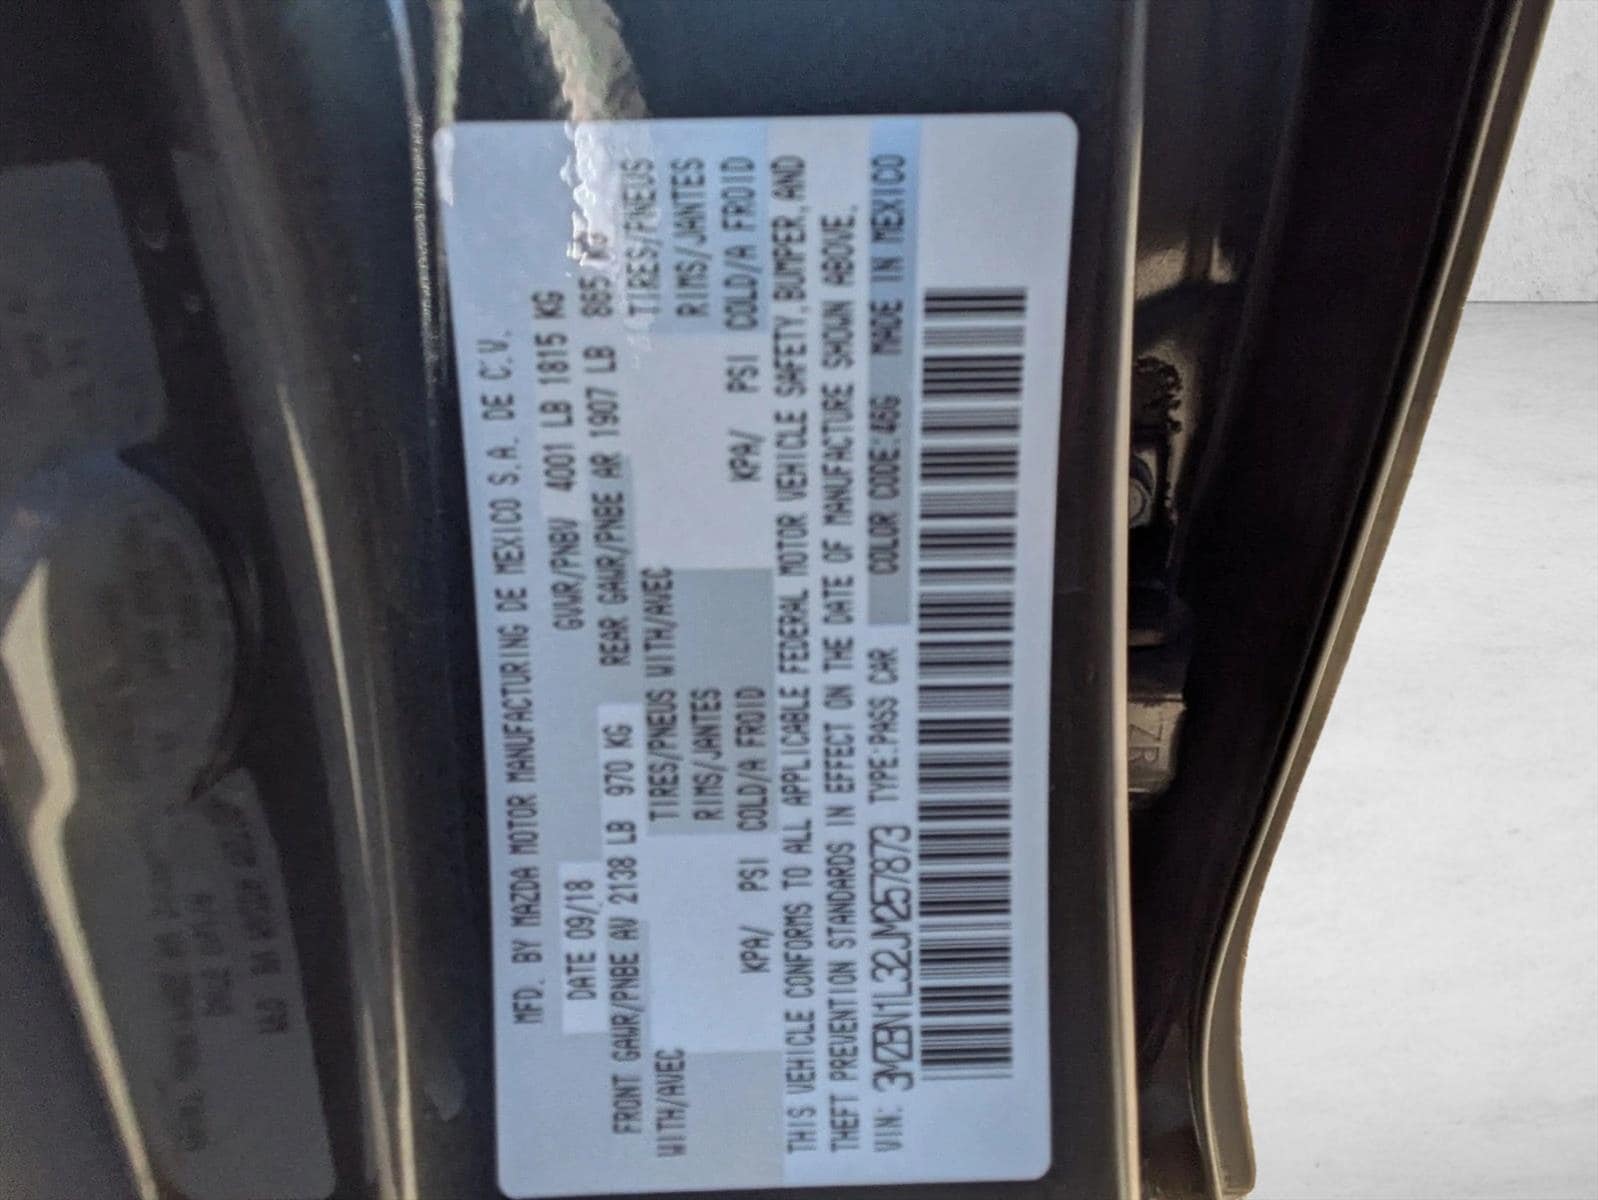 MFD. BY MAZDA MOTOR MANUFACTURING DE MEXICO S.A. DE C.V.
DATE 09/18 GVWR/PNBV 4001 LB 1815 KG
FRONT GAWR/PNBE AV 2138 LB 970 KG REAR GAWR/PNBE AR 1907 LB 865 KG
WITH/AVEC TIRES/PNEUS WITH/AVEC TIRES/PNEUS
RIMS/JANTES RIMS/JANTES
KPA/ PSI COLD/A FROID KPA/ PSI COLD/A FROID
THIS VEHICLE CONFORMS TO ALL APPLICABLE FEDERAL MOTOR VEHICLE SAFETY, BUMPER, AND
THEFT PREVENTION STANDARDS IN EFFECT ON THE DATE OF MANUFACTURE SHOWN ABOVE.
VIN: 3MZBN1L32JM257873 TYPE:PASS CAR COLOR CODE:46G MADE IN MEXICO